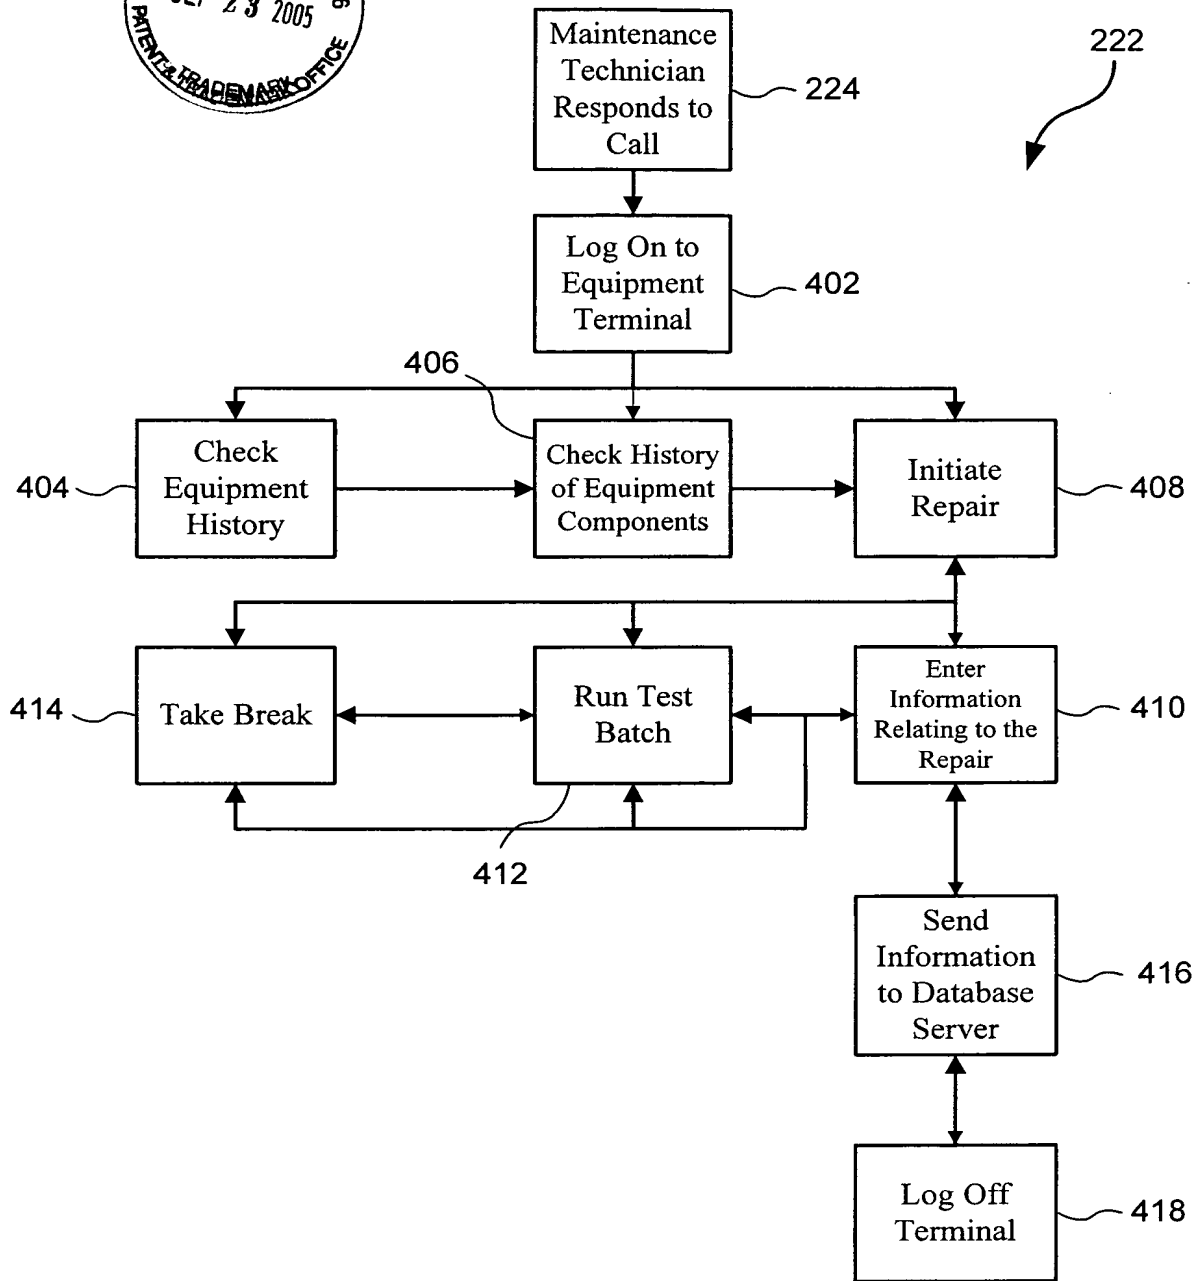 23 2005
PATENT & TRADEMARK OFFICE
Maintenance
Technician
Responds to
Call
224
222
Log On to
Equipment
Terminal
402
406
404
Check
Equipment
History
Check History
of Equipment
Components
Initiate
Repair
408
414
Take Break
Run Test
Batch
Enter
Information
Relating to the
Repair
410
412
Send
Information
to Database
Server
416
Log Off
Terminal
418